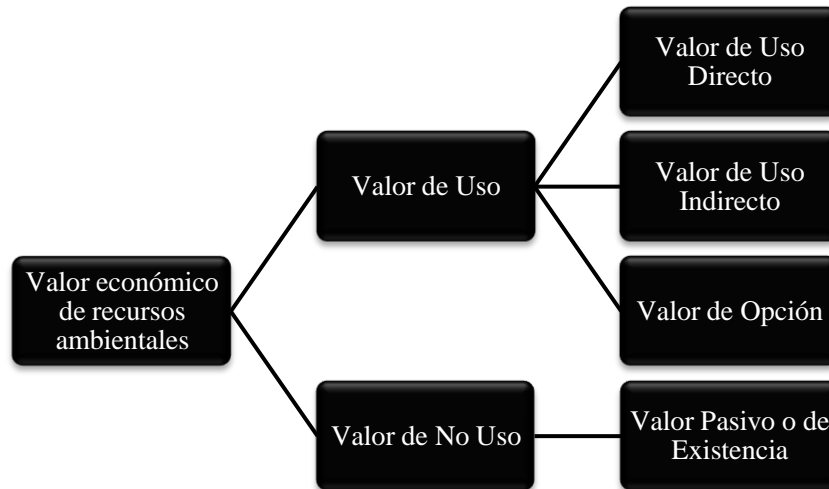 Valor económico
de recursos
ambientales
Valor de Uso
Valor de Uso
Directo
Valor de Uso
Indirecto
Valor de Opción
Valor de No Uso
Valor Pasivo o de
Existencia